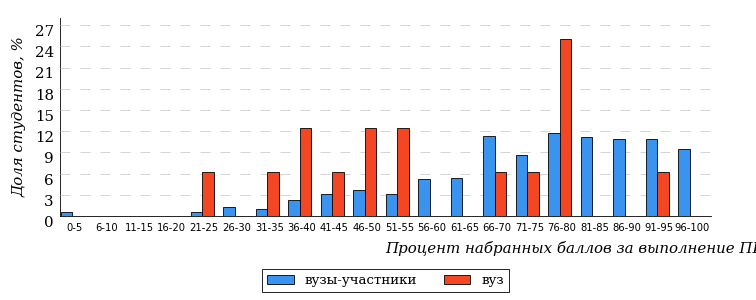 Доля студентов, %
27
24
21
18
15
12
9
6
3
0
0-5 6-10 11-15 16-20 21-25 26-30 31-35 36-40 41-45 46-50 51-55 56-60 61-65 66-70 71-75 76-80 81-85 86-90 91-95 96-100
Процент набранных баллов за выполнение
вузы-участники вуз